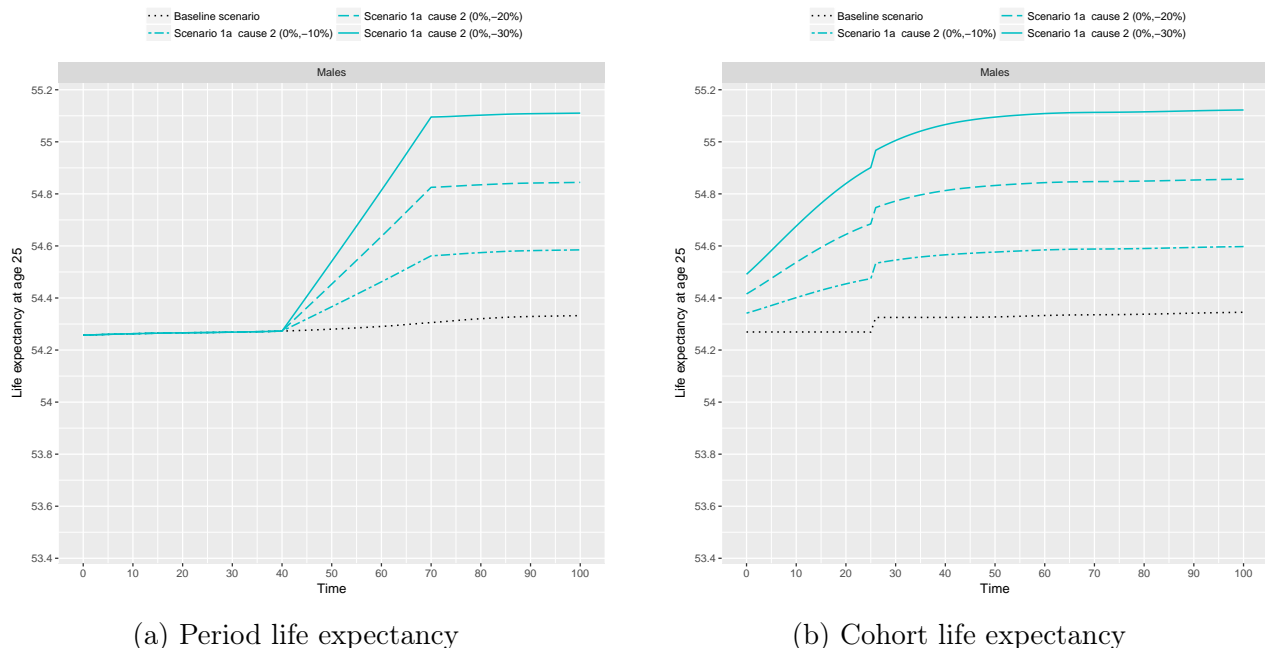 Baseline scenario
Scenario 1a cause 2 (0%,−10%)
Scenario 1a cause 2 (0%,−20%)
Scenario 1a cause 2 (0%,−30%)
Males
Life expectancy at age 25
55.2
55
54.8
54.6
54.4
54.2
54
53.8
53.6
53.4
0 10 20 30 40 50 60 70 80 90 100
Time
(a) Period life expectancy
Baseline scenario
Scenario 1a cause 2 (0%,−10%)
Scenario 1a cause 2 (0%,−20%)
Scenario 1a cause 2 (0%,−30%)
Males
Life expectancy at age 25
55.2
55
54.8
54.6
54.4
54.2
54
53.8
53.6
53.4
0 10 20 30 40 50 60 70 80 90 100
Time
(b) Cohort life expectancy